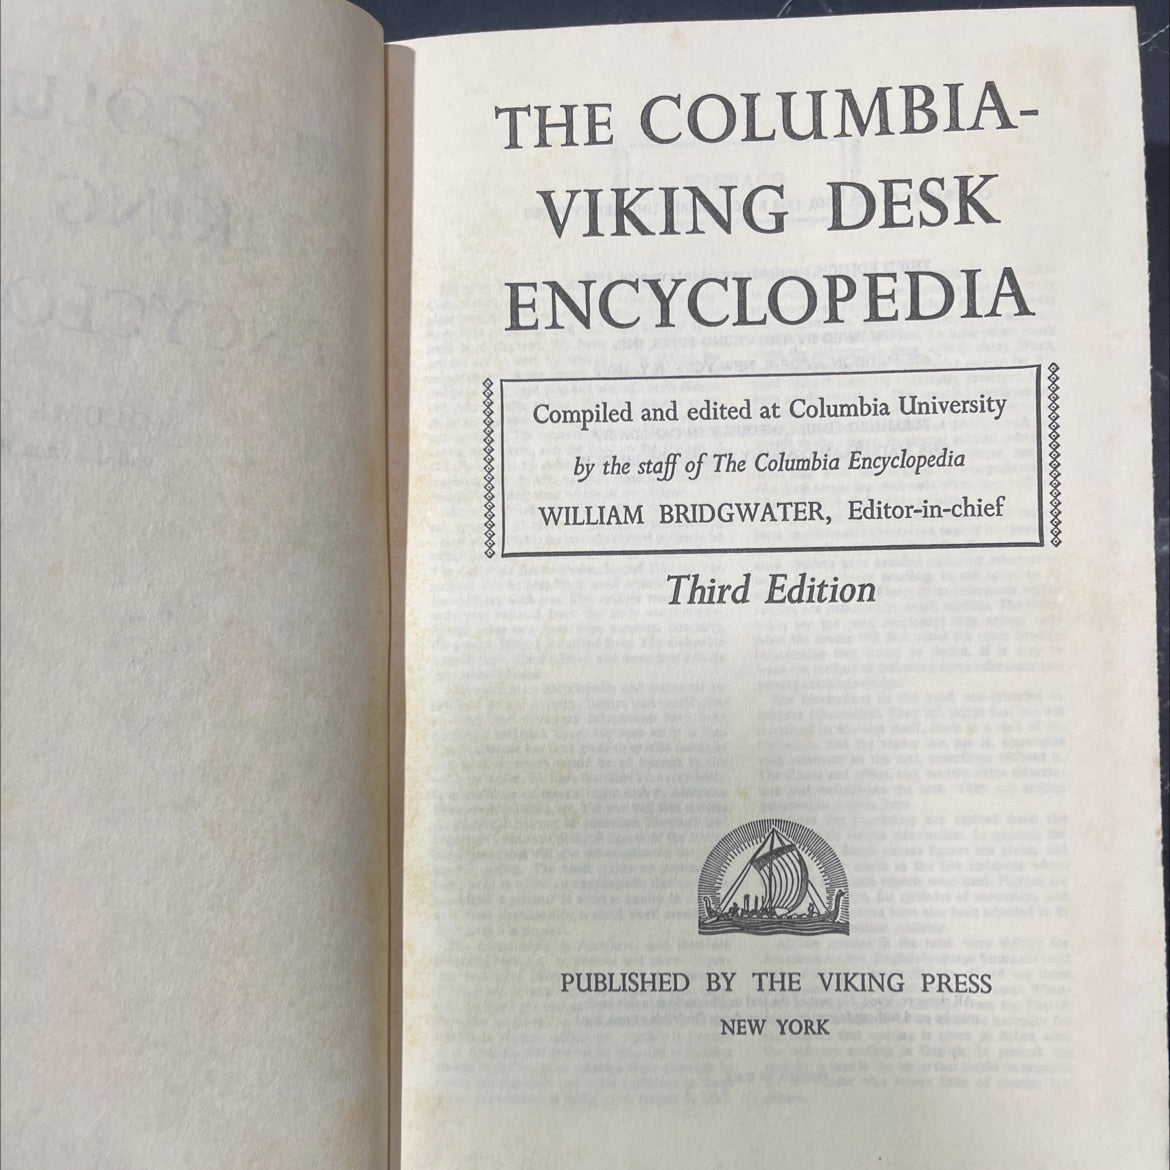 THE COLUMBIA-
VIKING DESK
ENCYCLOPEDIA
Compiled and edited at Columbia University
by the staff of The Columbia Encyclopedia
WILLIAM BRIDGWATER, Editor-in-chief
Third Edition
PUBLISHED BY THE VIKING PRESS
NEW YORK